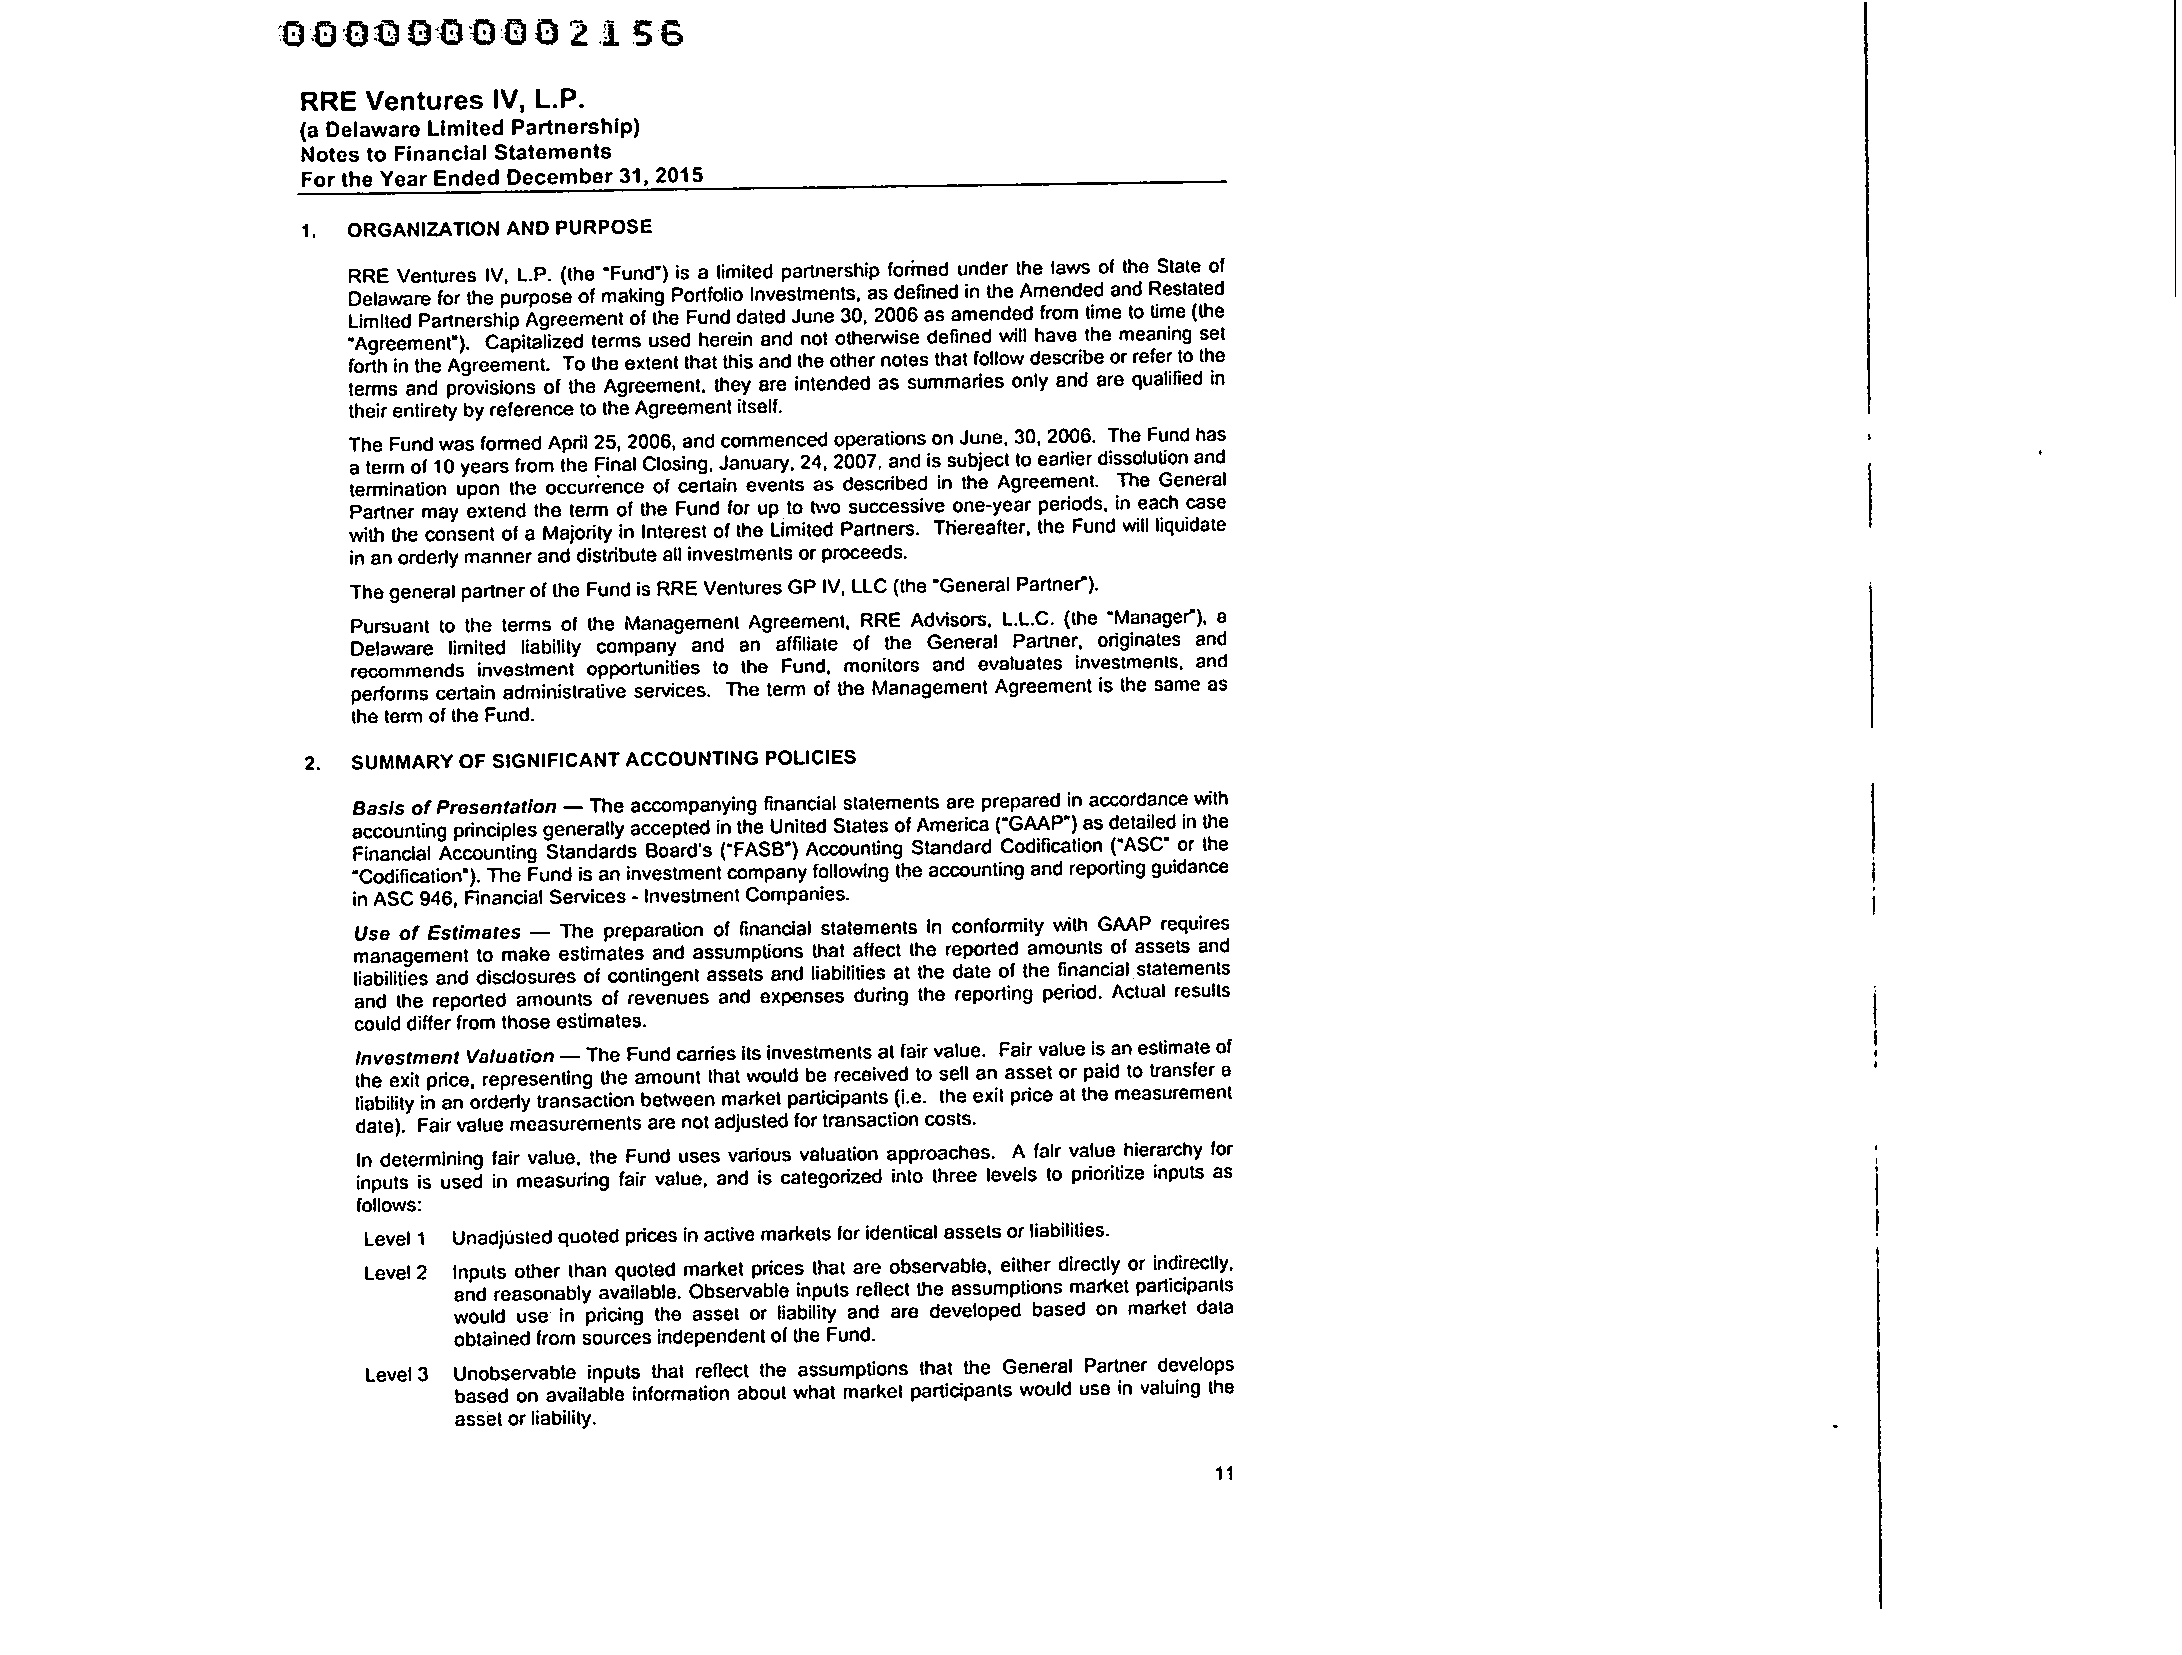 0000000002156
RRE Ventures IV, L.P.
(a Delaware Limited Partnership)
Notes to Financial Statements
For the Year Ended December 31, 2015
1. ORGANIZATION AND PURPOSE
RRE Ventures IV, L.P. (the "Fund") is a limited partnership formed under the laws of the State of
Delaware for the purpose of making Portfolio Investments, as defined in the Amended and Restated
Limited Partnership Agreement of the Fund dated June 30, 2006 as amended from time to time (the
"Agreement"). Capitalized terms used herein and not otherwise defined will have the meaning set
forth in the Agreement. To the extent that this and the other notes that follow describe or refer to the
terms and provisions of the Agreement, they are intended as summaries only and are qualified in
their entirety by reference to the Agreement itself.
The Fund was formed April 25, 2006, and commenced operations on June, 30, 2006. The Fund has
a term of 10 years from the Final Closing, January, 24, 2007, and is subject to earlier dissolution and
termination upon the occurrence of certain events as described in the Agreement. The General
Partner may extend the term of the Fund for up to two successive one-year periods, in each case
with the consent of a Majority in Interest of the Limited Partners. Thereafter, the Fund will liquidate
in an orderly manner and distribute all investments or proceeds.
The general partner of the Fund is RRE Ventures GP IV, LLC (the "General Partner").
Pursuant to the terms of the Management Agreement, RRE Advisors, L.L.C. (the "Manager"), a
Delaware limited liability company and an affiliate of the General Partner, originates and
recommends investment opportunities to the Fund, monitors and evaluates investments, and
performs certain administrative services. The term of the Management Agreement is the same as
the term of the Fund.
2. SUMMARY OF SIGNIFICANT ACCOUNTING POLICIES
Basis of Presentation — The accompanying financial statements are prepared in accordance with
accounting principles generally accepted in the United States of America ("GAAP") as detailed in the
Financial Accounting Standards Board's ("FASB") Accounting Standard Codification ("ASC" or the
"Codification"). The Fund is an investment company following the accounting and reporting guidance
in ASC 946, Financial Services - Investment Companies.
Use of Estimates — The preparation of financial statements in conformity with GAAP requires
management to make estimates and assumptions that affect the reported amounts of assets and
liabilities and disclosures of contingent assets and liabilities at the date of the financial statements
and the reported amounts of revenues and expenses during the reporting period. Actual results
could differ from those estimates.
Investment Valuation — The Fund carries its investments at fair value. Fair value is an estimate of
the exit price, representing the amount that would be received to sell an asset or paid to transfer a
liability in an orderly transaction between market participants (i.e. the exit price at the measurement
date). Fair value measurements are not adjusted for transaction costs.
In determining fair value, the Fund uses various valuation approaches. A fair value hierarchy for
inputs is used in measuring fair value, and is categorized into three levels to prioritize inputs as
follows:
Level 1 Unadjusted quoted prices in active markets for identical assets or liabilities.
Level 2 Inputs other than quoted market prices that are observable, either directly or indirectly,
and reasonably available. Observable inputs reflect the assumptions market participants
would use in pricing the asset or liability and are developed based on market data
obtained from sources independent of the Fund.
Level 3 Unobservable inputs that reflect the assumptions that the General Partner develops
based on available information about what market participants would use in valuing the
asset or liability.
11